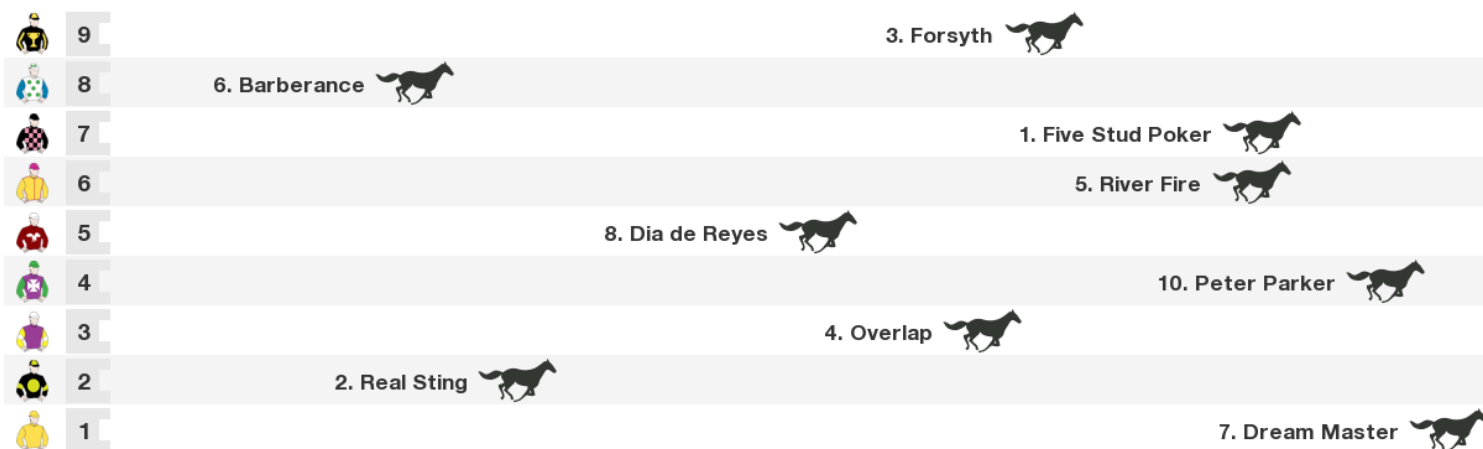 9 3. Forsyth
8 6. Barberance
7 1. Five Stud Poker
6 5. River Fire
5 8. Dia de Reyes
4 10. Peter Parker
3 4. Overlap
2 2. Real Sting
1 7. Dream Master